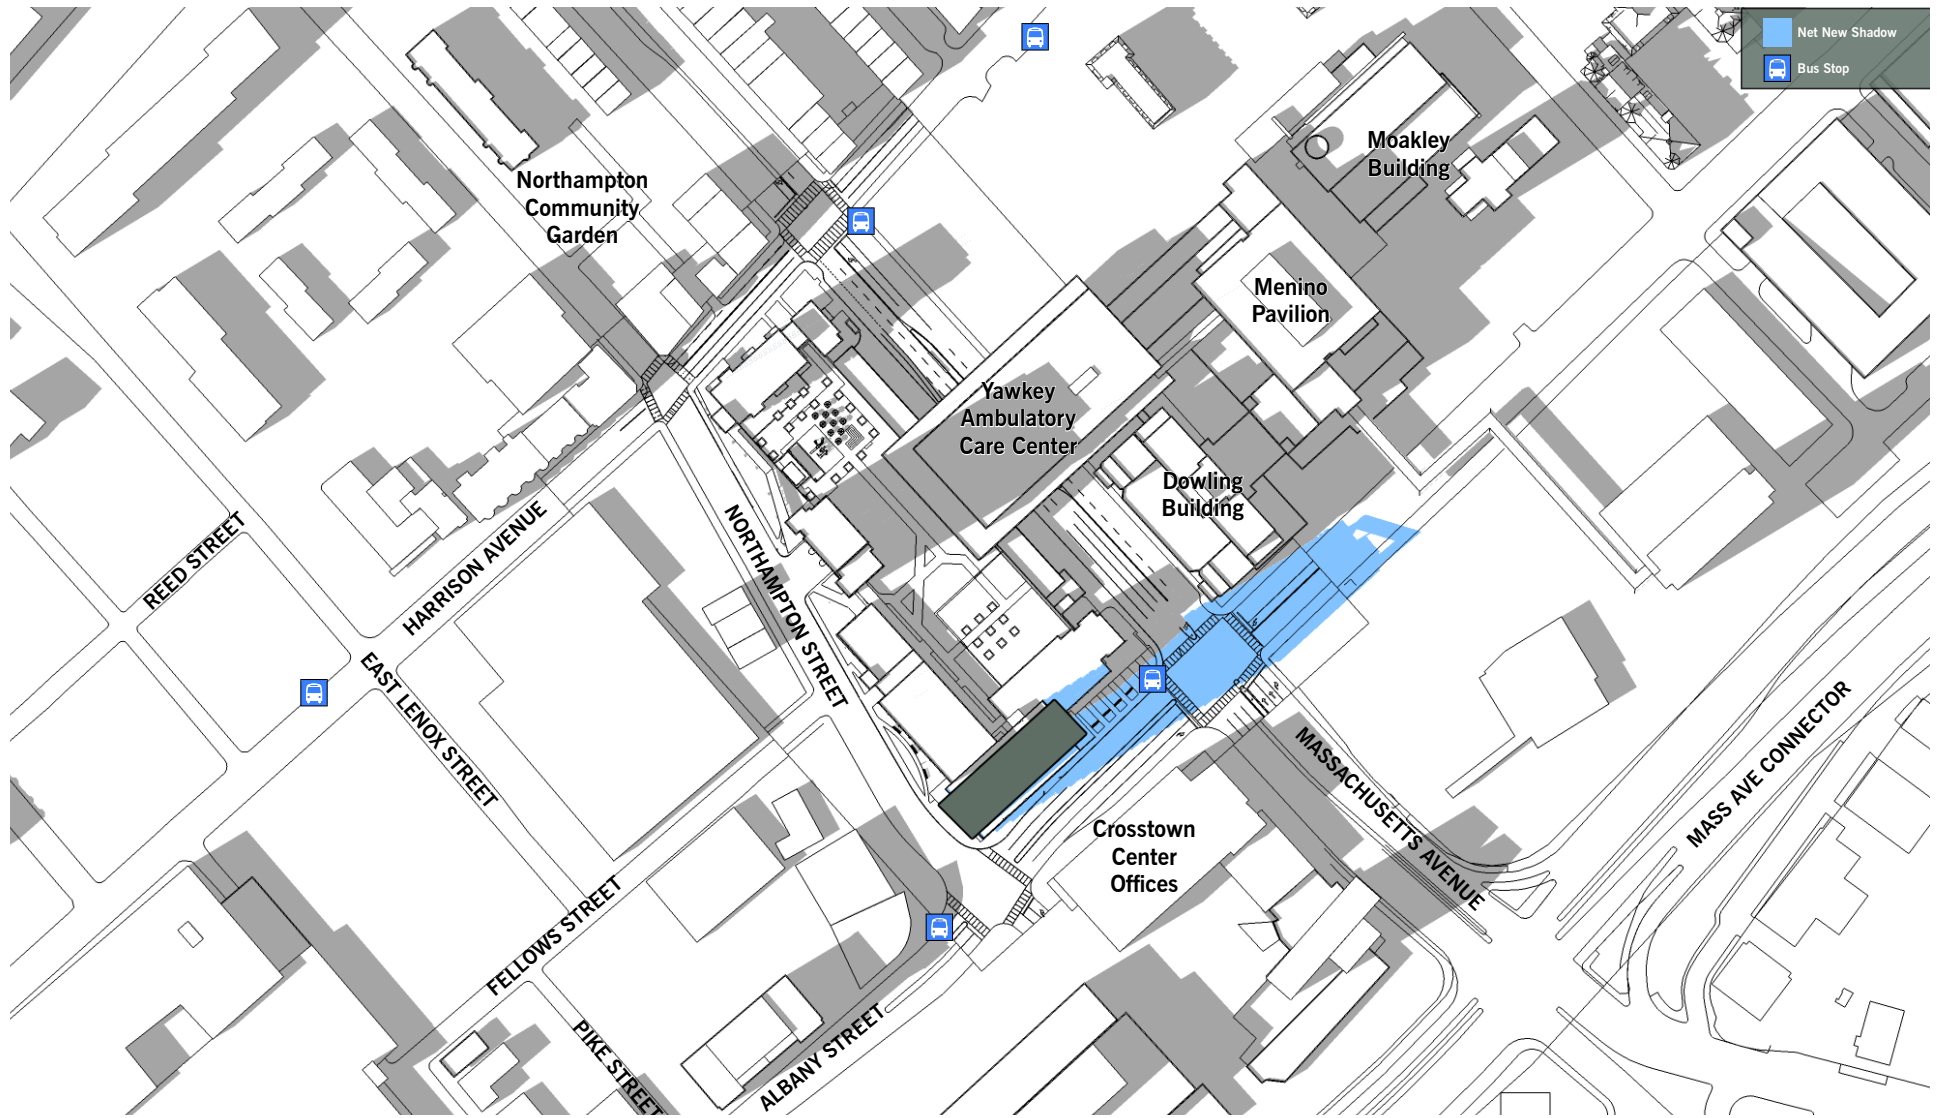 Net New Shadow
Bus Stop
Moakley
Building
Northampton
Community
Garden
Menino
Pavilion
Yawkey
Ambulatory
Care Center
Dowling
Building
REED STREET
HARRISON AVENUE
NORTHAMPTON STREET
EAST LENOX STREET
MASS AVE CONNECTOR
MASSACHUSETTS AVENUE
Crosstown
Center
Offices
FELLOWS STREET
PIKE STREET
ALBANY STREET